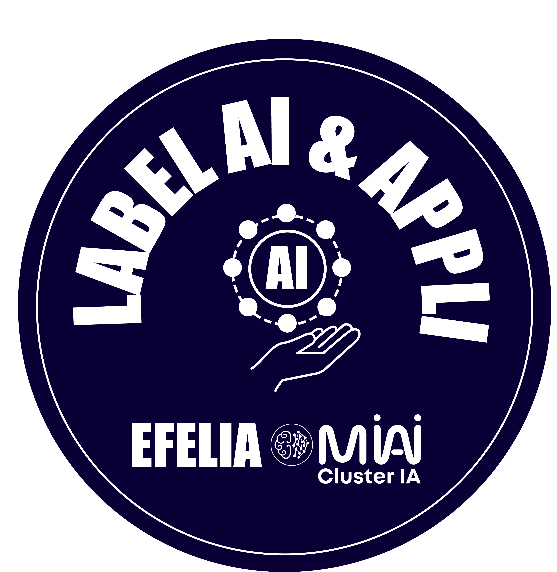 LABEL AI & APPLI
AI
EFELIA MIAI
Cluster IA